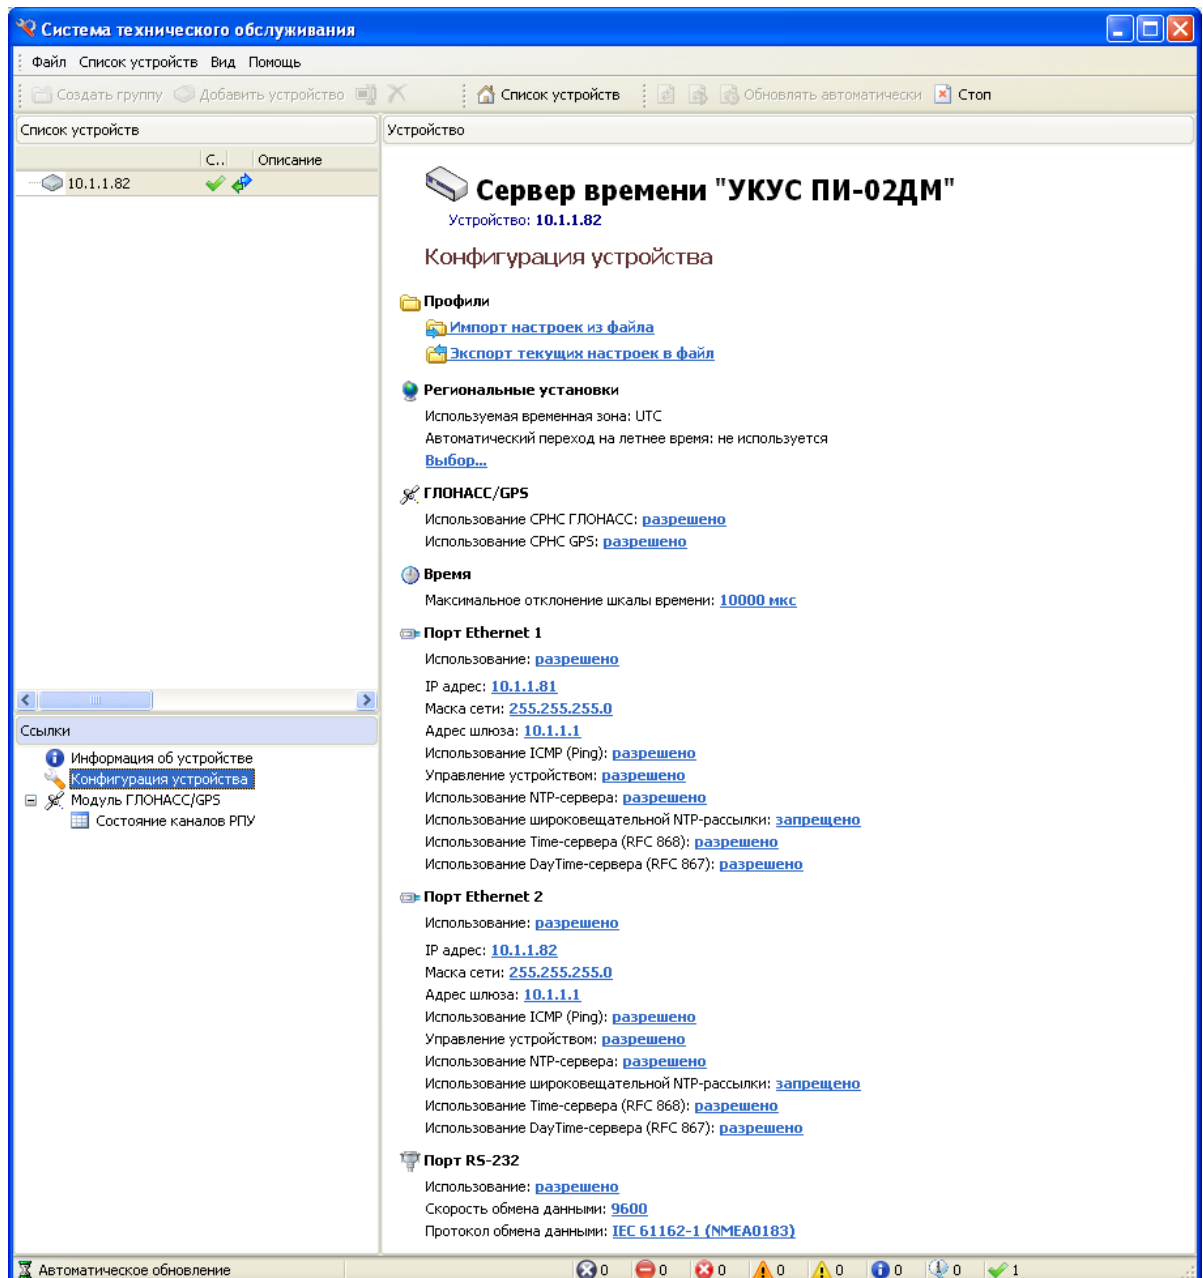 Система технического обслуживания
Файл Список устройств Вид Помощь
Создать группу Добавить устройство Список устройств Обновлять автоматически Стоп
Список устройств
С.. Описание
10.1.1.82
Ссылки
Информация об устройстве
Конфигурация устройства
Модуль ГЛОНАСС/GPS
Состояние каналов РПУ
Устройство
Сервер времени "УКУС ПИ-02ДМ"
Устройство: 10.1.1.82
Конфигурация устройства
Профили
Импорт настроек из файла
Экспорт текущих настроек в файл
Региональные установки
Используемая временная зона: UTC
Автоматический переход на летнее время: не используется
Выбор...
ГЛОНАСС/GPS
Использование СРНС ГЛОНАСС: разрешено
Использование СРНС GPS: разрешено
Время
Максимальное отклонение шкалы времени: 10000 мкс
Порт Ethernet 1
Использование: разрешено
IP адрес: 10.1.1.81
Маска сети: 255.255.255.0
Адрес шлюза: 10.1.1.1
Использование ICMP (Ping): разрешено
Управление устройством: разрешено
Использование NTP-сервера: разрешено
Использование широковещательной NTP-рассылки: запрещено
Использование Time-сервера (RFC 868): разрешено
Использование DayTime-сервера (RFC 867): разрешено
Порт Ethernet 2
Использование: разрешено
IP адрес: 10.1.1.82
Маска сети: 255.255.255.0
Адрес шлюза: 10.1.1.1
Использование ICMP (Ping): разрешено
Управление устройством: разрешено
Использование NTP-сервера: разрешено
Использование широковещательной NTP-рассылки: запрещено
Использование Time-сервера (RFC 868): разрешено
Использование DayTime-сервера (RFC 867): разрешено
Порт RS-232
Использование: разрешено
Скорость обмена данными: 9600
Протокол обмена данными: IEC 61162-1 (NMEA0183)
Автоматическое обновление 0 0 0 0 0 0 0 1